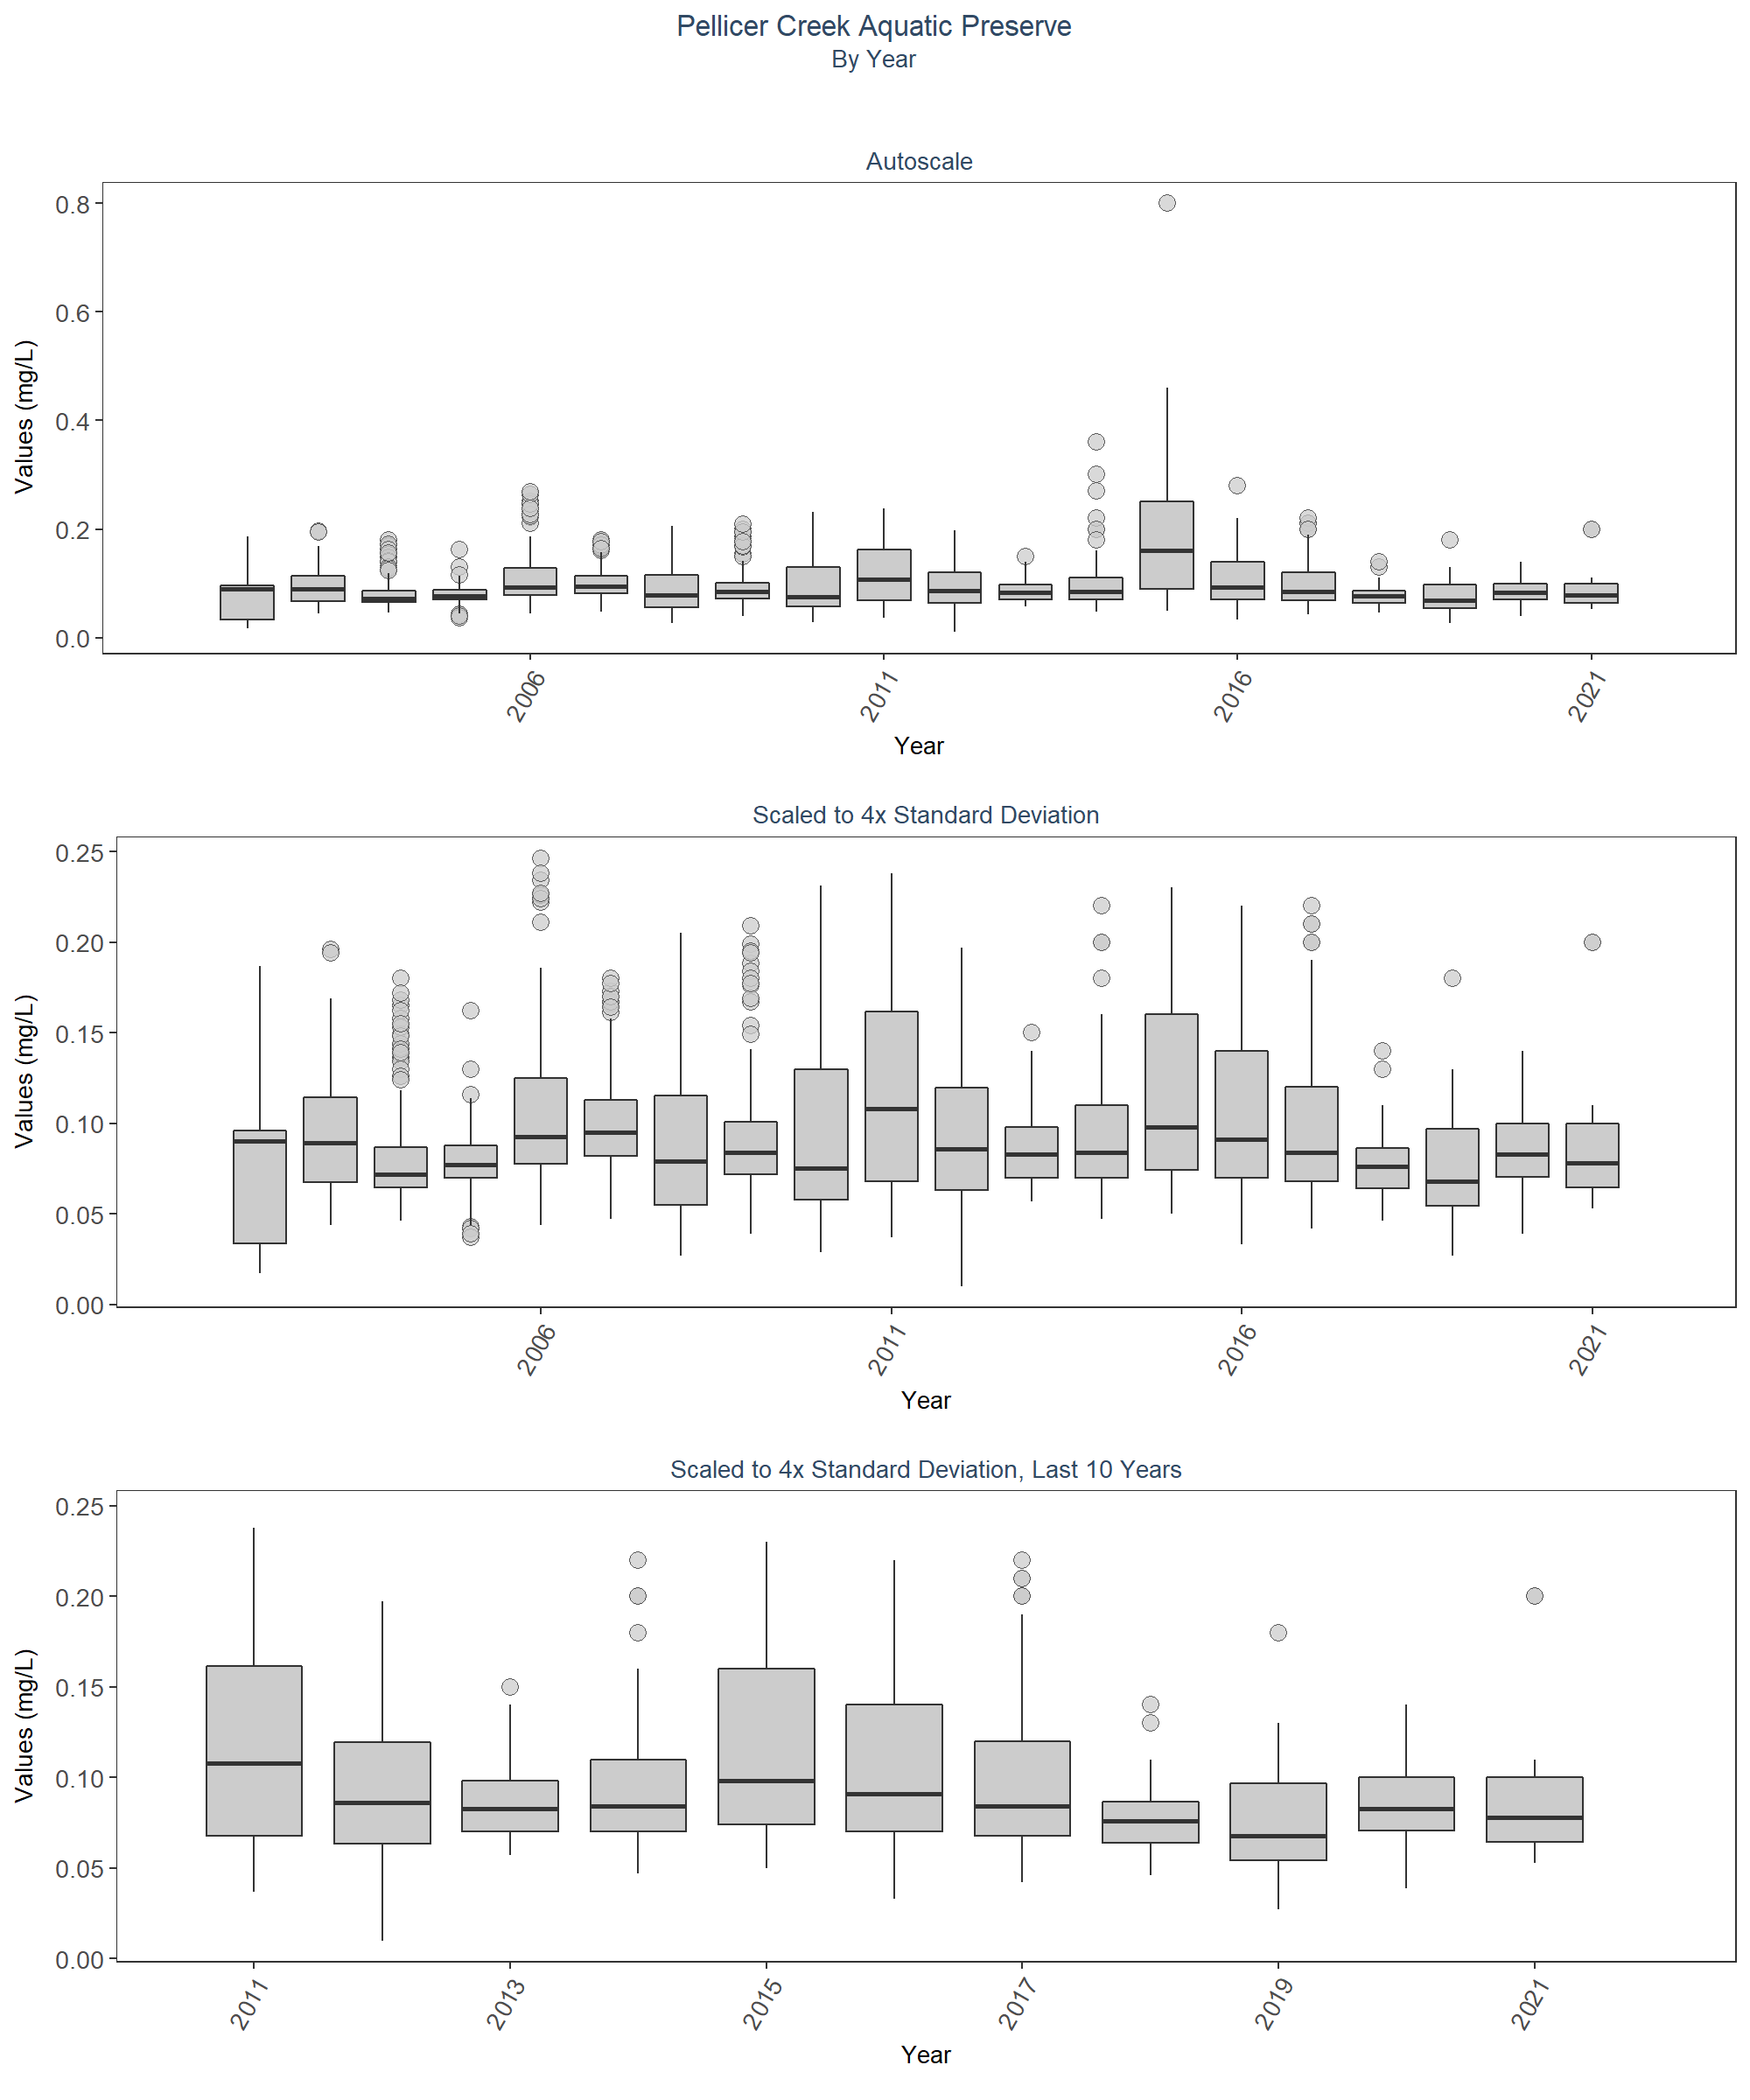 Pellicer Creek Aquatic Preserve
By Year
Autoscale
Values (mg/L)
0.8
0.6
0.4
0.2
0.0
2006 2011 2016 2021
Year
Scaled to 4x Standard Deviation
Values (mg/L)
0.25
0.20
0.15
0.10
0.05
0.00
2006 2011 2016 2021
Year
Scaled to 4x Standard Deviation, Last 10 Years
Values (mg/L)
0.25
0.20
0.15
0.10
0.05
0.00
2011 2013 2015 2017 2019 2021
Year